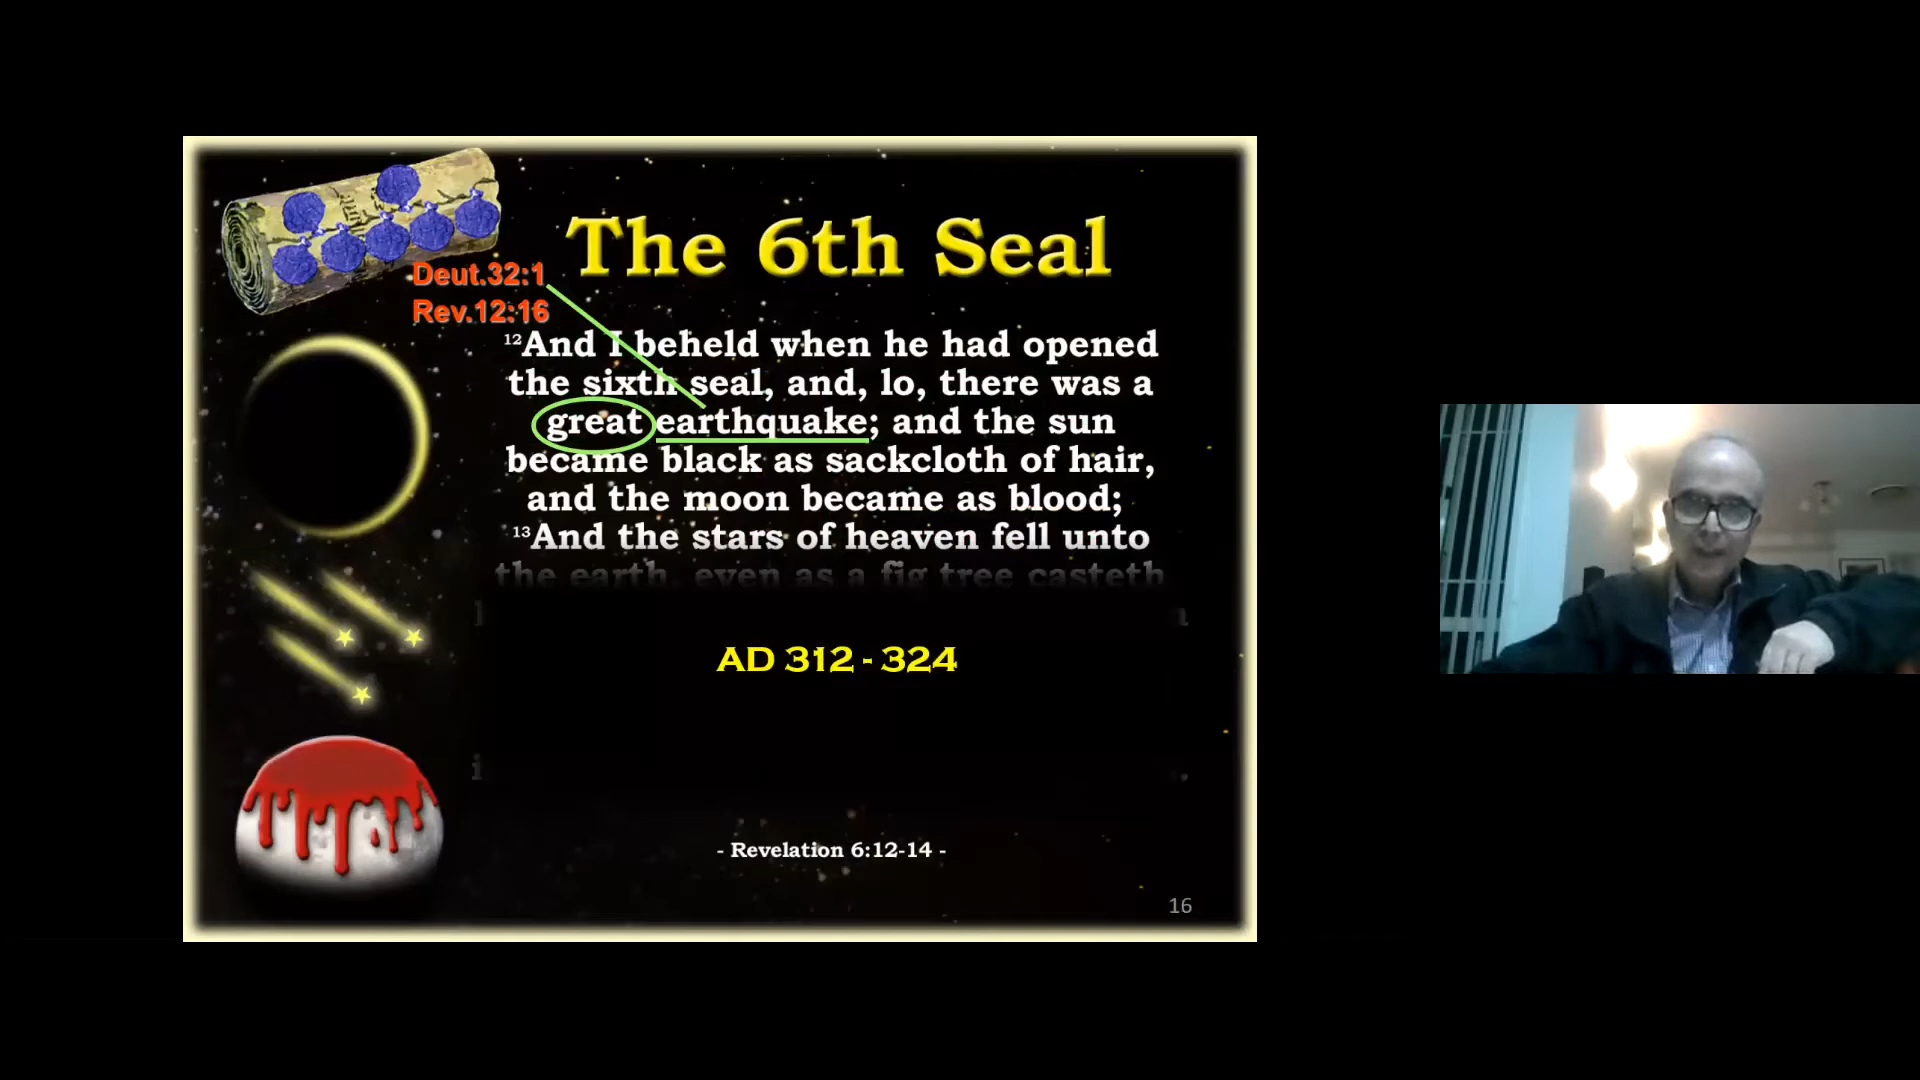 The 6th Seal
Deut.32:1
Rev.12:16
12And I beheld when he had opened
the sixth seal, and, lo, there was a
great earthquake; and the sun
became black as sackcloth of hair,
and the moon became as blood;
13And the stars of heaven fell unto
the earth, even as a fig tree casteth
AD 312 - 324
- Revelation 6:12-14 -
16